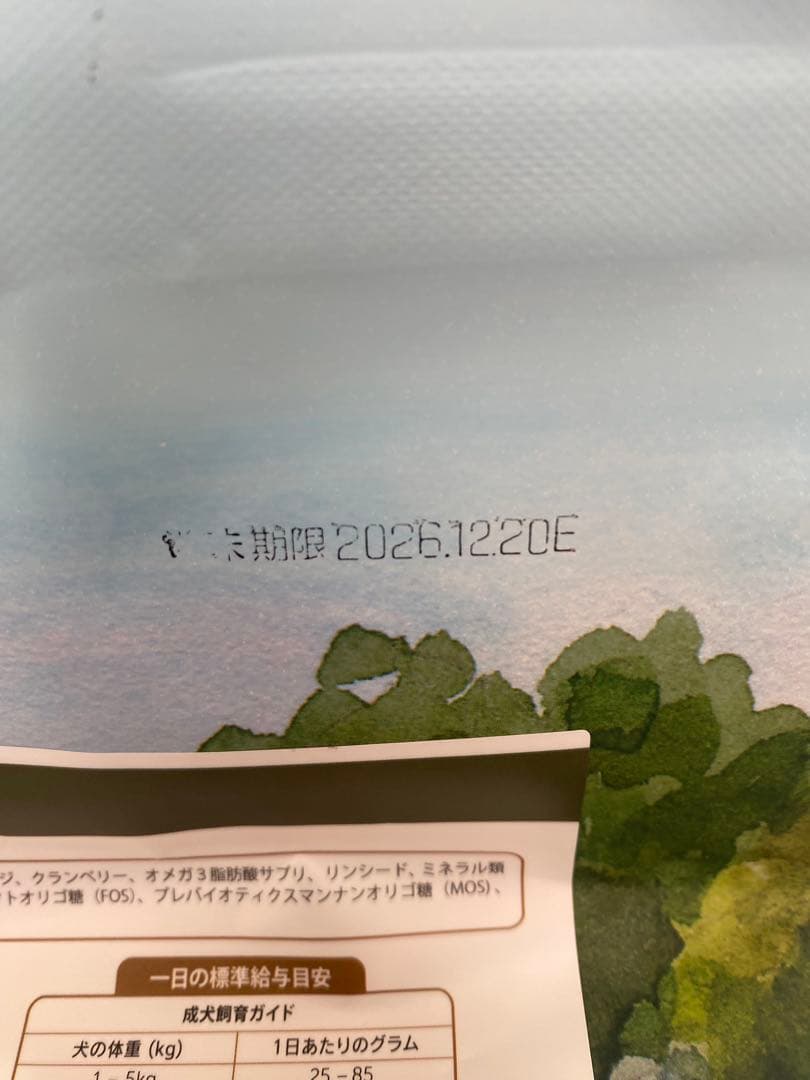 期限 2026.12.20E
ジ、クランベリー、オメガ3脂肪酸サプリ、リンシード、ミネラル類
トオリゴ糖（FOS）、プレバイオティクスマンナンオリゴ糖（MOS）、
一日の標準給与目安
成犬飼育ガイド
犬の体重 (kg) 1日あたりのグラム
1 – 5kg 25 – 85